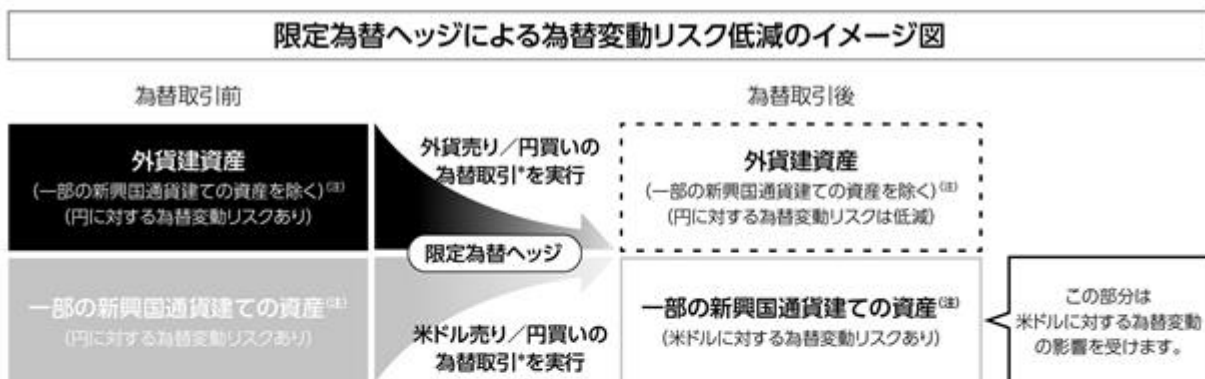 限定為替ヘッジによる為替変動リスク低減のイメージ図
為替取引前
外貨建資産
(一部の新興国通貨建ての資産を除く)(注)
(円に対する為替変動リスクあり)
一部の新興国通貨建ての資産(注)
(円に対する為替変動リスクあり)
外貨売り／円買いの
為替取引*を実行
限定為替ヘッジ
米ドル売り／円買いの
為替取引*を実行
為替取引後
外貨建資産
(一部の新興国通貨建ての資産を除く)(注)
(円に対する為替変動リスクは低減)
一部の新興国通貨建ての資産(注)
(米ドルに対する為替変動リスクあり)
この部分は
米ドルに対する為替変動
の影響を受けます。